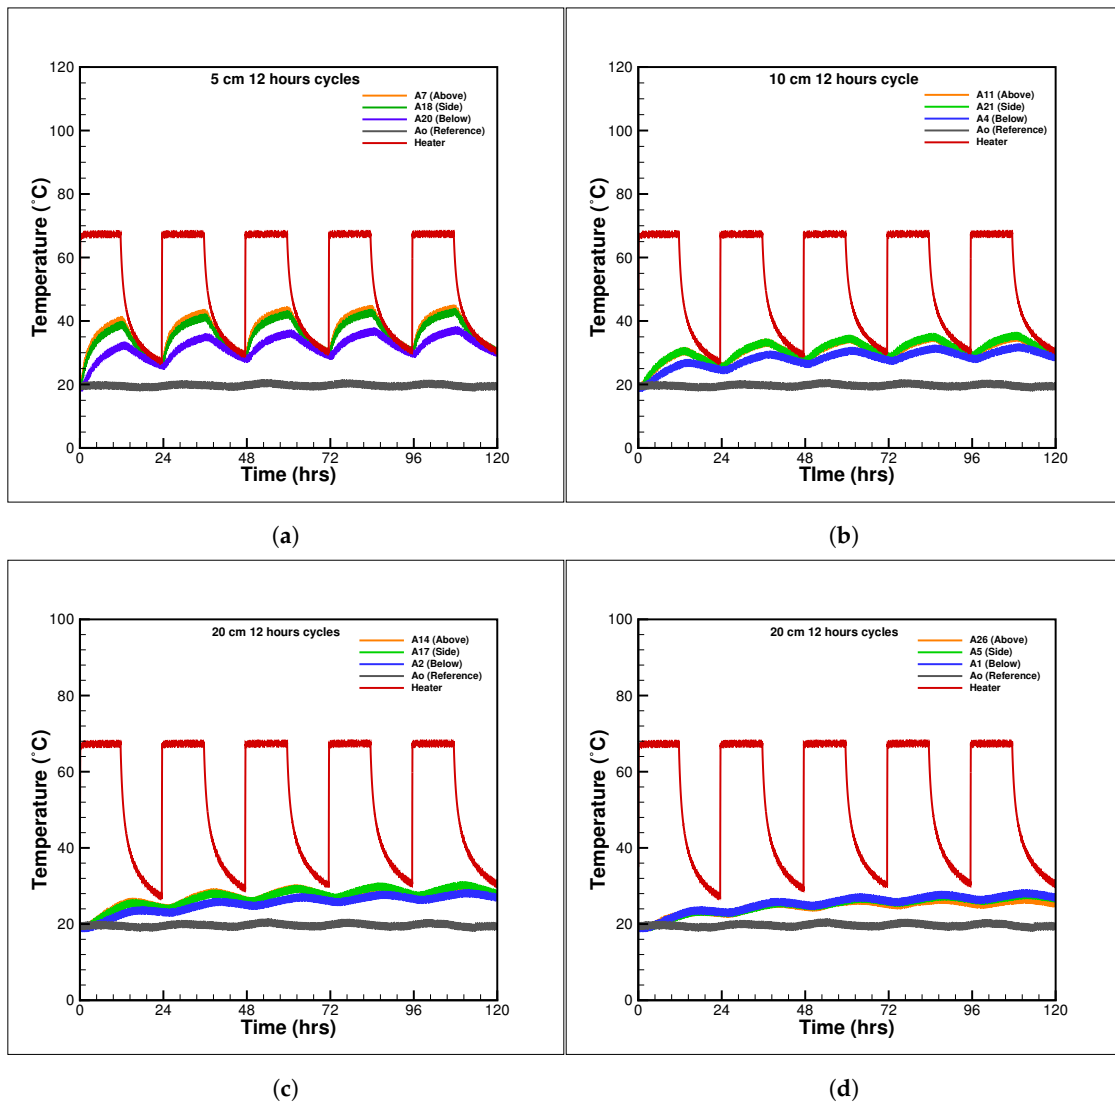 5 cm 12 hours cycles
A7 (Above)
A18 (Side)
A20 (Below)
Ao (Reference)
Heater
Temperature (°C)
120
100
80
60
40
20
0
0 24 48 72 96 120
Time (hrs)
(a)
10 cm 12 hours cycle
A11 (Above)
A21 (Side)
A4 (Below)
Ao (Reference)
Heater
Temperature (°C)
120
100
80
60
40
20
0
0 24 48 72 96 120
TIme (hrs)
(b)
20 cm 12 hours cycles
A14 (Above)
A17 (Side)
A2 (Below)
Ao (Reference)
Heater
Temperature (°C)
100
80
60
40
20
0
0 24 48 72 96 120
Time (hrs)
(c)
20 cm 12 hours cycles
A26 (Above)
A5 (Side)
A1 (Below)
Ao (Reference)
Heater
Temperature (°C)
100
80
60
40
20
0
0 24 48 72 96 120
Time (hrs)
(d)